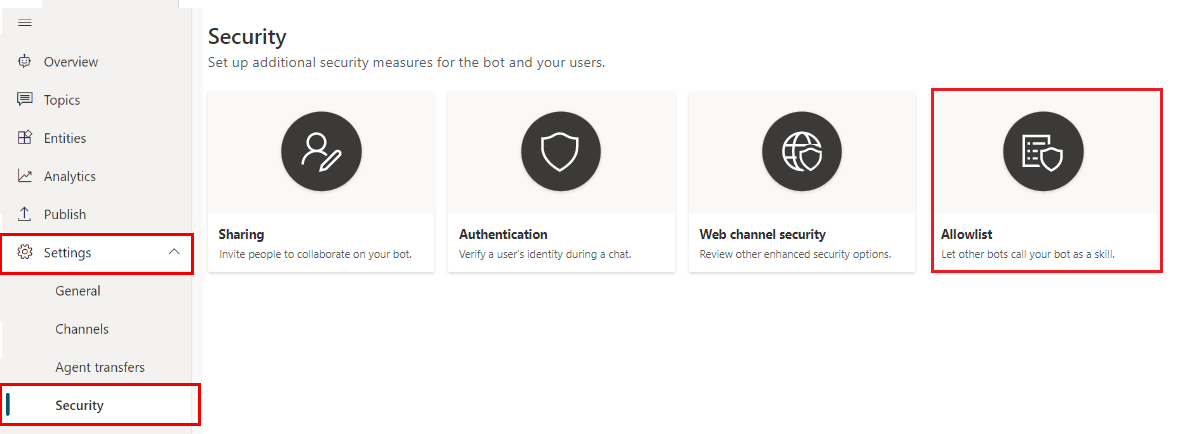 Security
Set up additional security measures for the bot and your users.
Overview
Topics
Entities
Analytics
Publish
Settings
General
Channels
Agent transfers
Security
Sharing
Invite people to collaborate on your bot.
Authentication
Verify a user's identity during a chat.
Web channel security
Review other enhanced security options.
Allowlist
Let other bots call your bot as a skill.